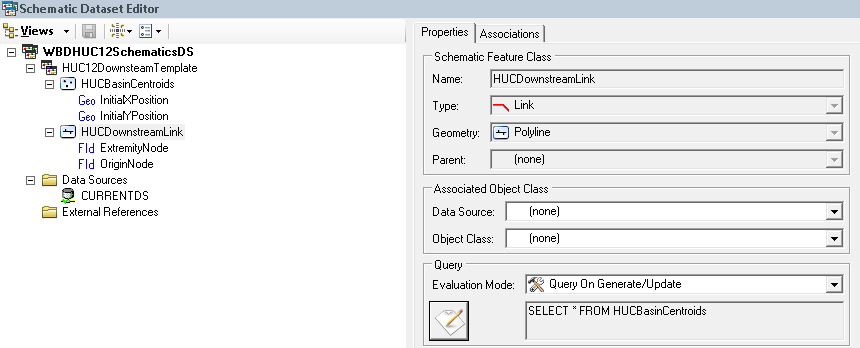 Schematic Dataset Editor
Views
WBDHUC12SchematicsDS
HUC12DownsteamTemplate
HUCBasinCentroids
Geo InitialXPosition
Geo InitialYPosition
HUCDownstreamLink
Fld ExtremityNode
Fld OriginNode
Data Sources
CURRENTDS
External References
Properties Associations
Schematic Feature Class
Name: HUCDownstreamLink
Type: Link
Geometry: Polyline
Parent: (none)
Associated Object Class
Data Source: (none)
Object Class: (none)
Query
Evaluation Mode: Query On Generate/Update
SELECT * FROM HUCBasinCentroids